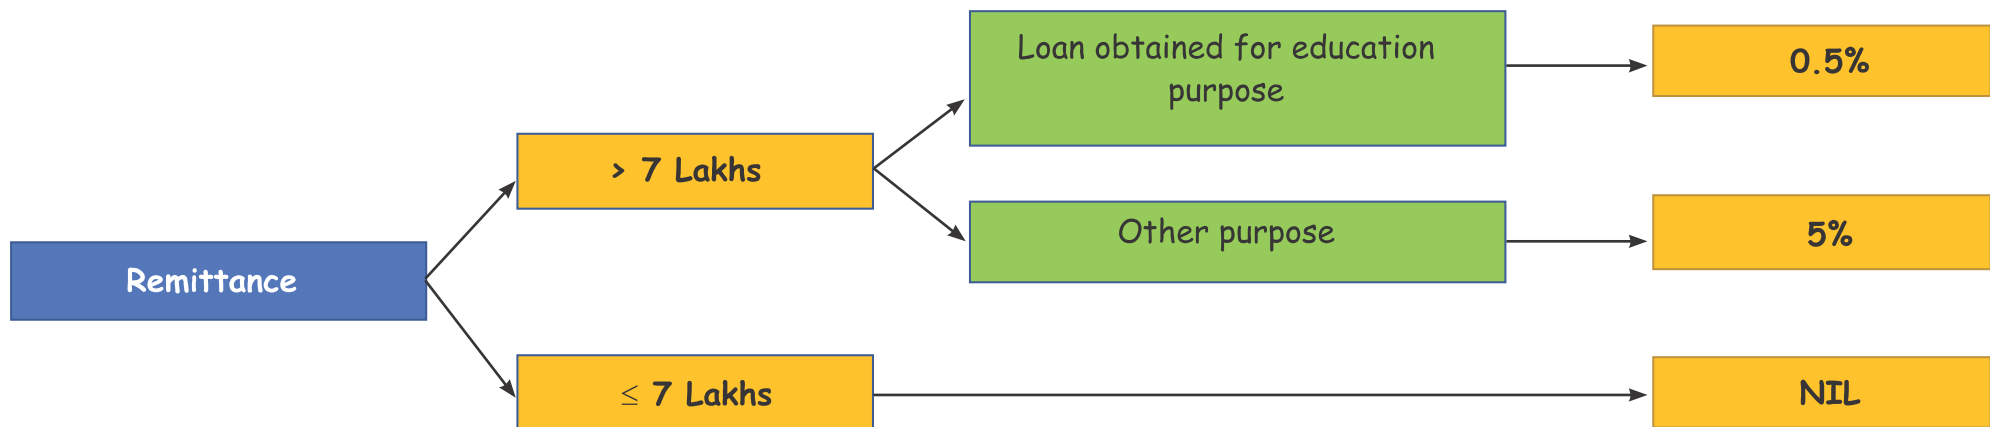 Loan obtained for education
purpose
0.5%
> 7 Lakhs
Other purpose
5%
Remittance
≤ 7 Lakhs
NIL